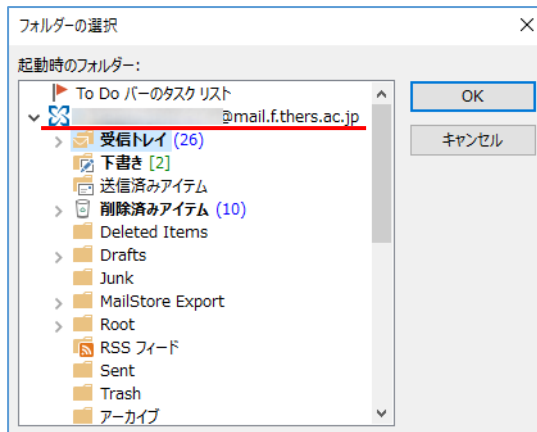 フォルダーの選択
起動時のフォルダー:
To Do バーのタスク リスト
@mail.f.thers.ac.jp
受信トレイ (26)
下書き [2]
送信済みアイテム
削除済みアイテム (10)
Deleted Items
Drafts
Junk
MailStore Export
Root
RSS フィード
Sent
Trash
アーカイブ
OK
キャンセル